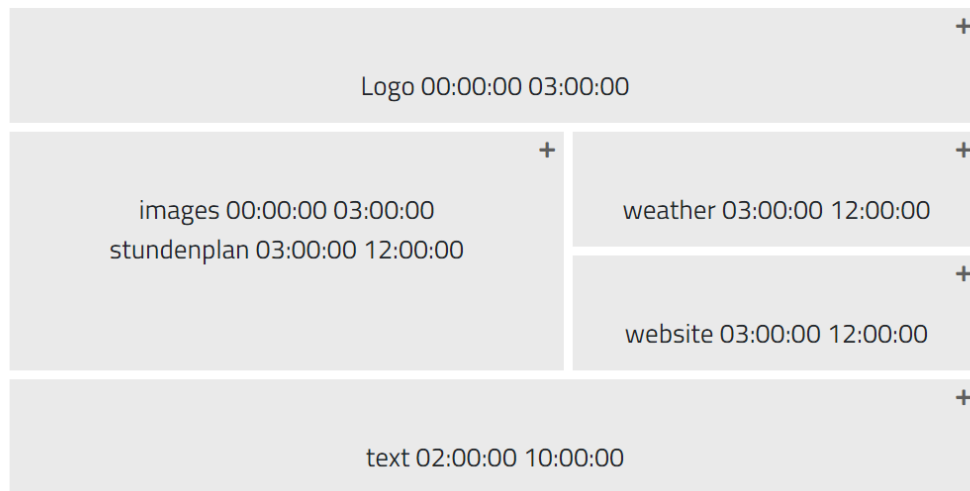 +
Logo 00:00:00 03:00:00
+
images 00:00:00 03:00:00
stundenplan 03:00:00 12:00:00
+
weather 03:00:00 12:00:00
+
website 03:00:00 12:00:00
+
text 02:00:00 10:00:00